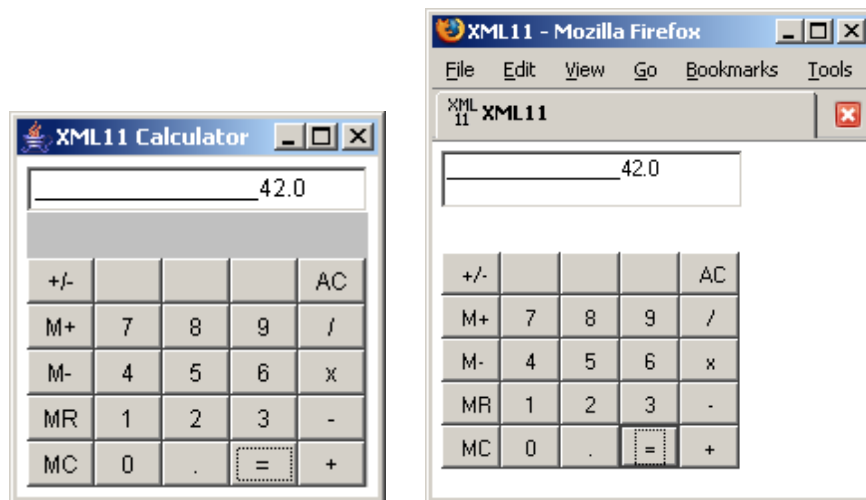 XML11 Calculator
______________42.0
+/- AC
M+ 7 8 9 /
M- 4 5 6 x
MR 1 2 3 -
MC 0 . = +
XML11 - Mozilla Firefox
File Edit View Go Bookmarks Tools
XML 11 XML11
______________42.0
+/- AC
M+ 7 8 9 /
M- 4 5 6 x
MR 1 2 3 -
MC 0 . = +